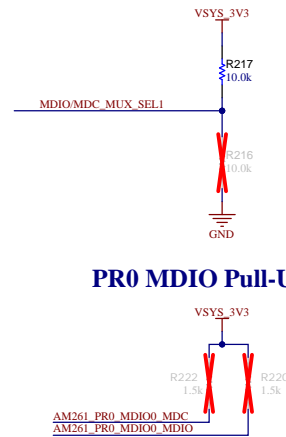 VSYS_3V3
R217
10.0k
MDIO/MDC_MUX_SEL1
R216
10.0k
GND
PR0 MDIO Pull-U
VSYS_3V3
R222 R220
1.5k 1.5k
AM261_PR0_MDIO0_MDC
AM261_PR0_MDIO0_MDIO